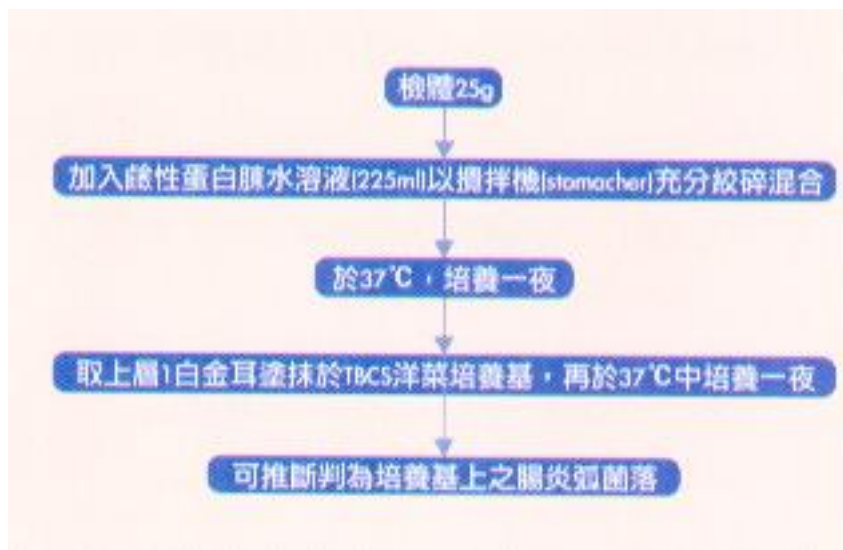 檢體25g
加入鹼性蛋白腖水溶液(225ml)以攪拌機(stomacher)充分絞碎混合
於37℃，培養一夜
取上層1白金耳塗抹於TBCS洋菜培養基，再於37℃中培養一夜
可推斷判為培養基上之腸炎弧菌落